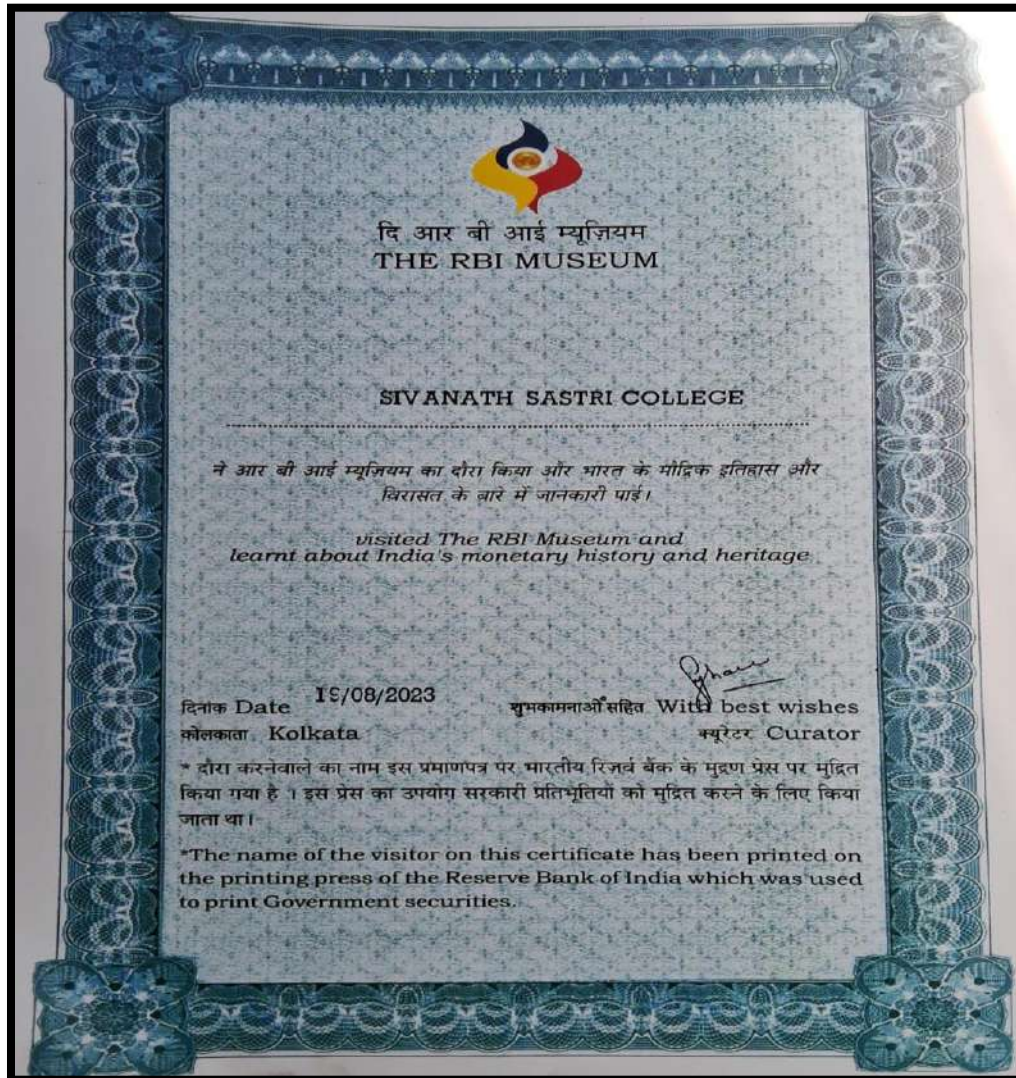 दि आर बी आई म्यूज़ियम
THE RBI MUSEUM
SIVANATH SASTRI COLLEGE
ने आर बी आई म्यूज़ियम का दौरा किया और भारत के मौद्रिक इतिहास और
विरासत के बारे में जानकारी पाई।
visited The RBI Museum and
learnt about India's monetary history and heritage
दिनांक Date 19/08/2023 शुभकामनाओं सहित With best wishes
कोलकाता Kolkata क्यूरेटर Curator
* दौरा करनेवाले का नाम इस प्रमाणपत्र पर भारतीय रिज़र्व बैंक के मुद्रण प्रेस पर मुद्रित
किया गया है । इस प्रेस का उपयोग सरकारी प्रतिभूतियों को मुद्रित करने के लिए किया
जाता था।
*The name of the visitor on this certificate has been printed on
the printing press of the Reserve Bank of India which was used
to print Government securities.